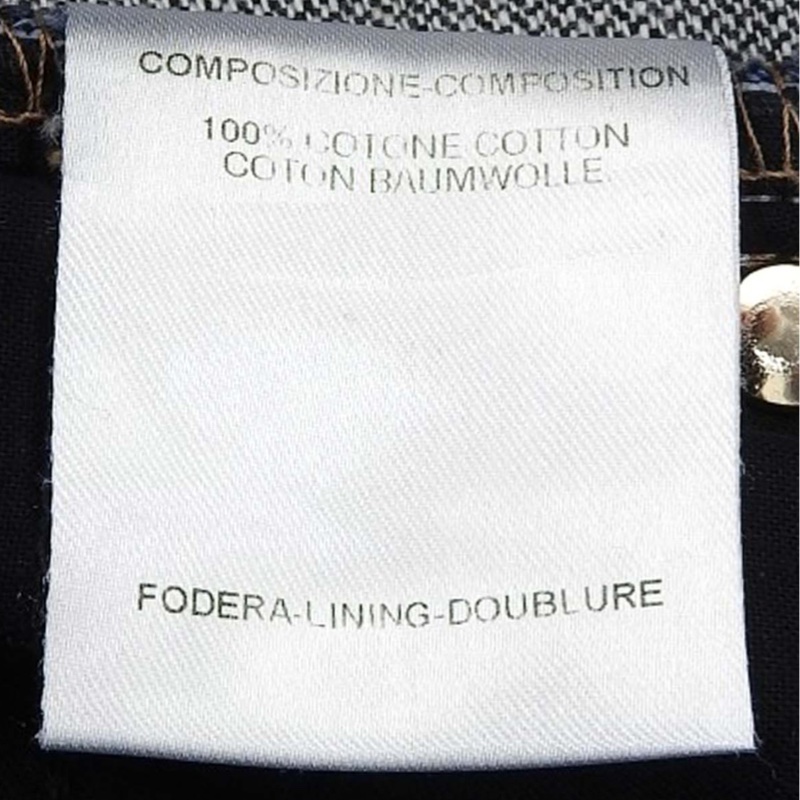 COMPOSIZIONE-COMPOSITION
100% COTONE COTTON
COTON BAUMWOLLE
FODERA-LINING-DOUBLURE